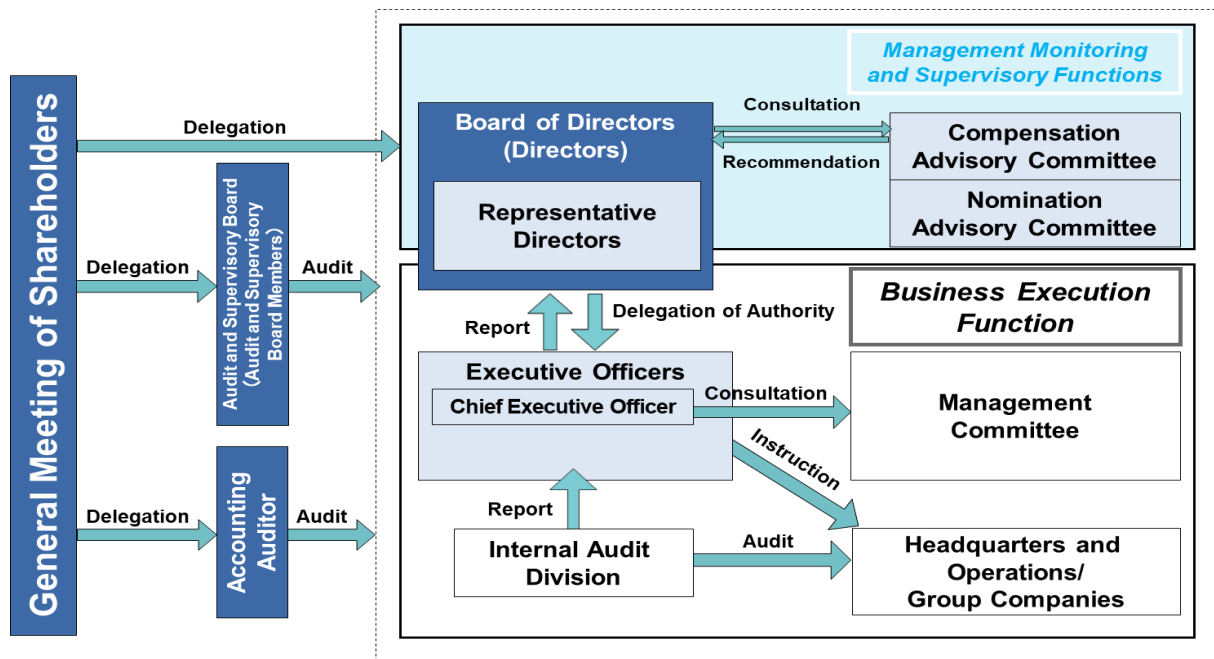 General Meeting of Shareholders
Delegation
Delegation
Audit and Supervisory Board
(Audit and Supervisory
Board Members)
Audit
Delegation
Accounting
Auditor
Audit
Management Monitoring
and Supervisory Functions
Board of Directors
(Directors)
Representative
Directors
Consultation
Recommendation
Compensation
Advisory Committee
Nomination
Advisory Committee
Business Execution
Function
Report
Delegation of Authority
Executive Officers
Chief Executive Officer
Consultation
Management
Committee
Instruction
Report
Internal Audit
Division
Audit
Headquarters and
Operations/
Group Companies